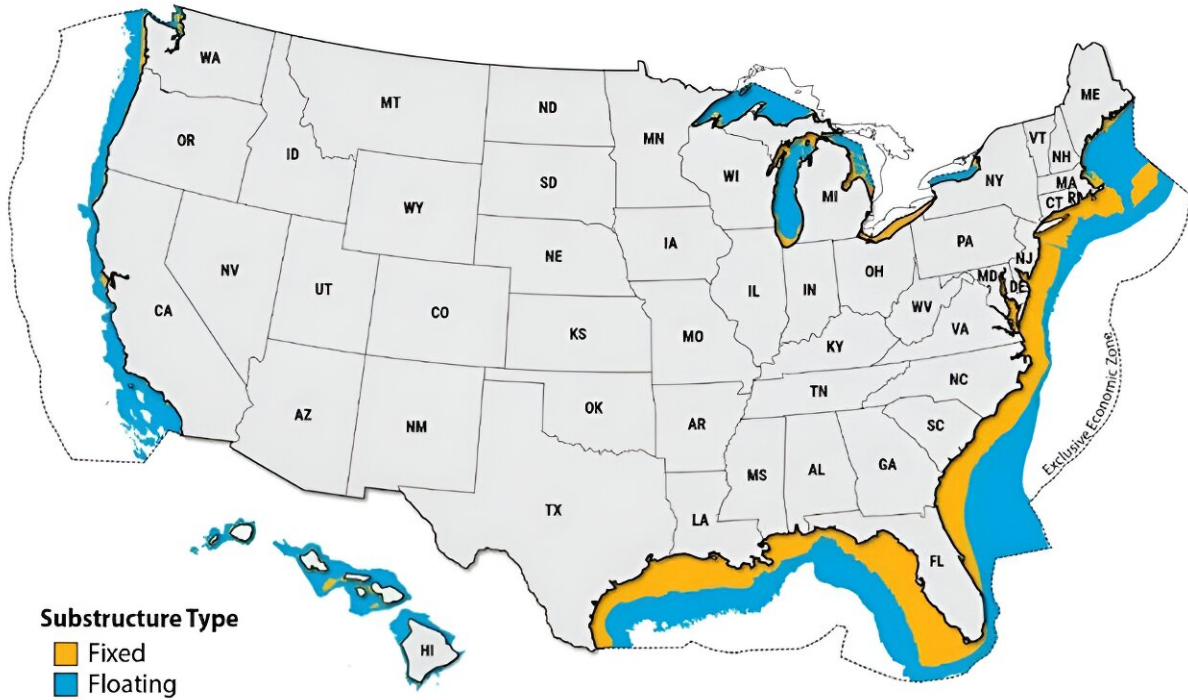 WA
MT
ND
MN
ME
VT
NH
OR
ID
SD
WI
MI
NY
MA
CT
RI
WY
IA
PA
NE
NJ
NV
UT
CO
IL
IN
OH
MD
DE
WV
VA
CA
KS
MO
KY
Exclusive Economic Zone
TN
NC
AZ
NM
OK
AR
SC
MS
AL
GA
TX
LA
FL
HI
Substructure Type
Fixed
Floating